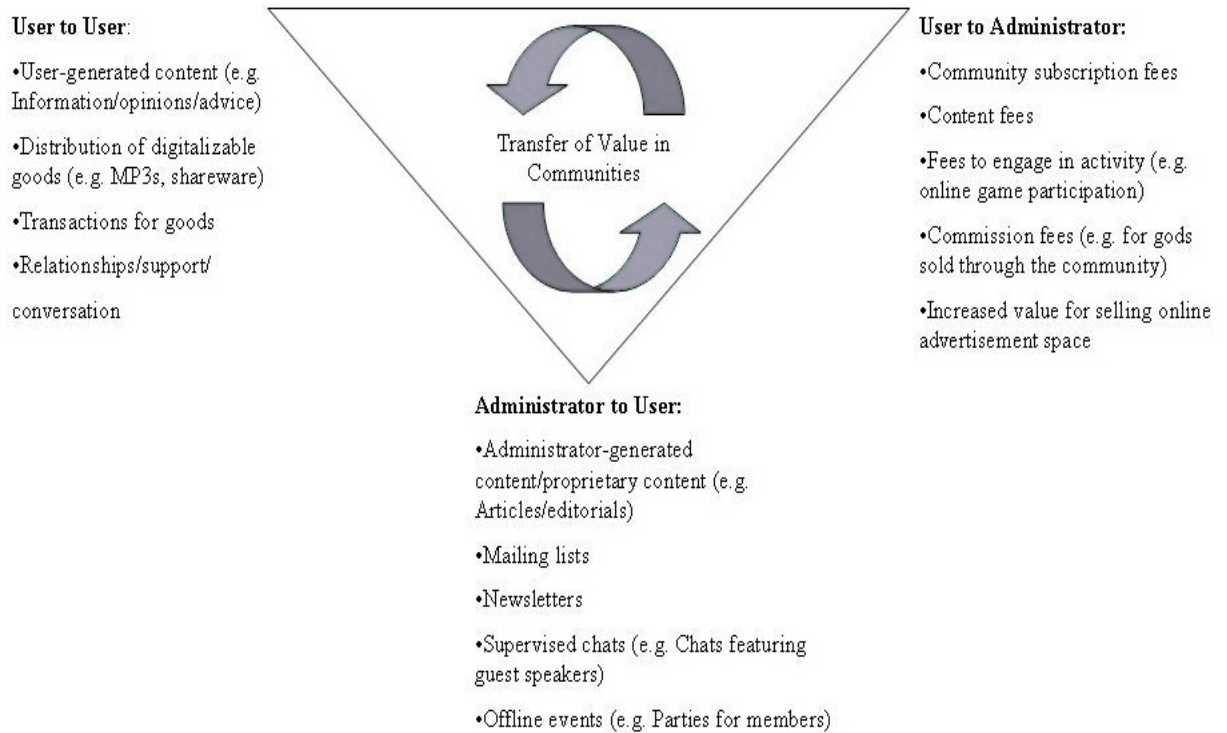 User to User:
•User-generated content (e.g.
Information/opinions/advice)
•Distribution of digitalizable
goods (e.g. MP3s, shareware)
•Transactions for goods
•Relationships/support/
conversation
Transfer of Value in
Communities
User to Administrator:
•Community subscription fees
•Content fees
•Fees to engage in activity (e.g.
online game participation)
•Commission fees (e.g. for gods
sold through the community)
•Increased value for selling online
advertisement space
Administrator to User:
•Administrator-generated
content/proprietary content (e.g.
Articles/editorials)
•Mailing lists
•Newsletters
•Supervised chats (e.g. Chats featuring
guest speakers)
•Offline events (e.g. Parties for members)